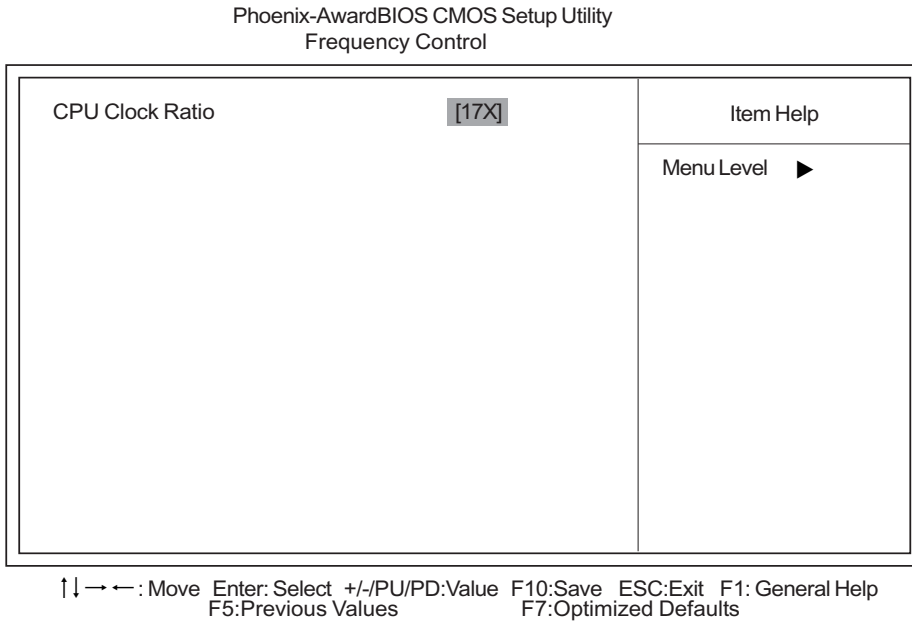 Phoenix-AwardBIOS CMOS Setup Utility
Frequency Control
CPU Clock Ratio [17X]
Item Help
Menu Level ▶
↑↓→←: Move Enter: Select +/-/PU/PD:Value F10:Save ESC:Exit F1: General Help
F5:Previous Values F7:Optimized Defaults